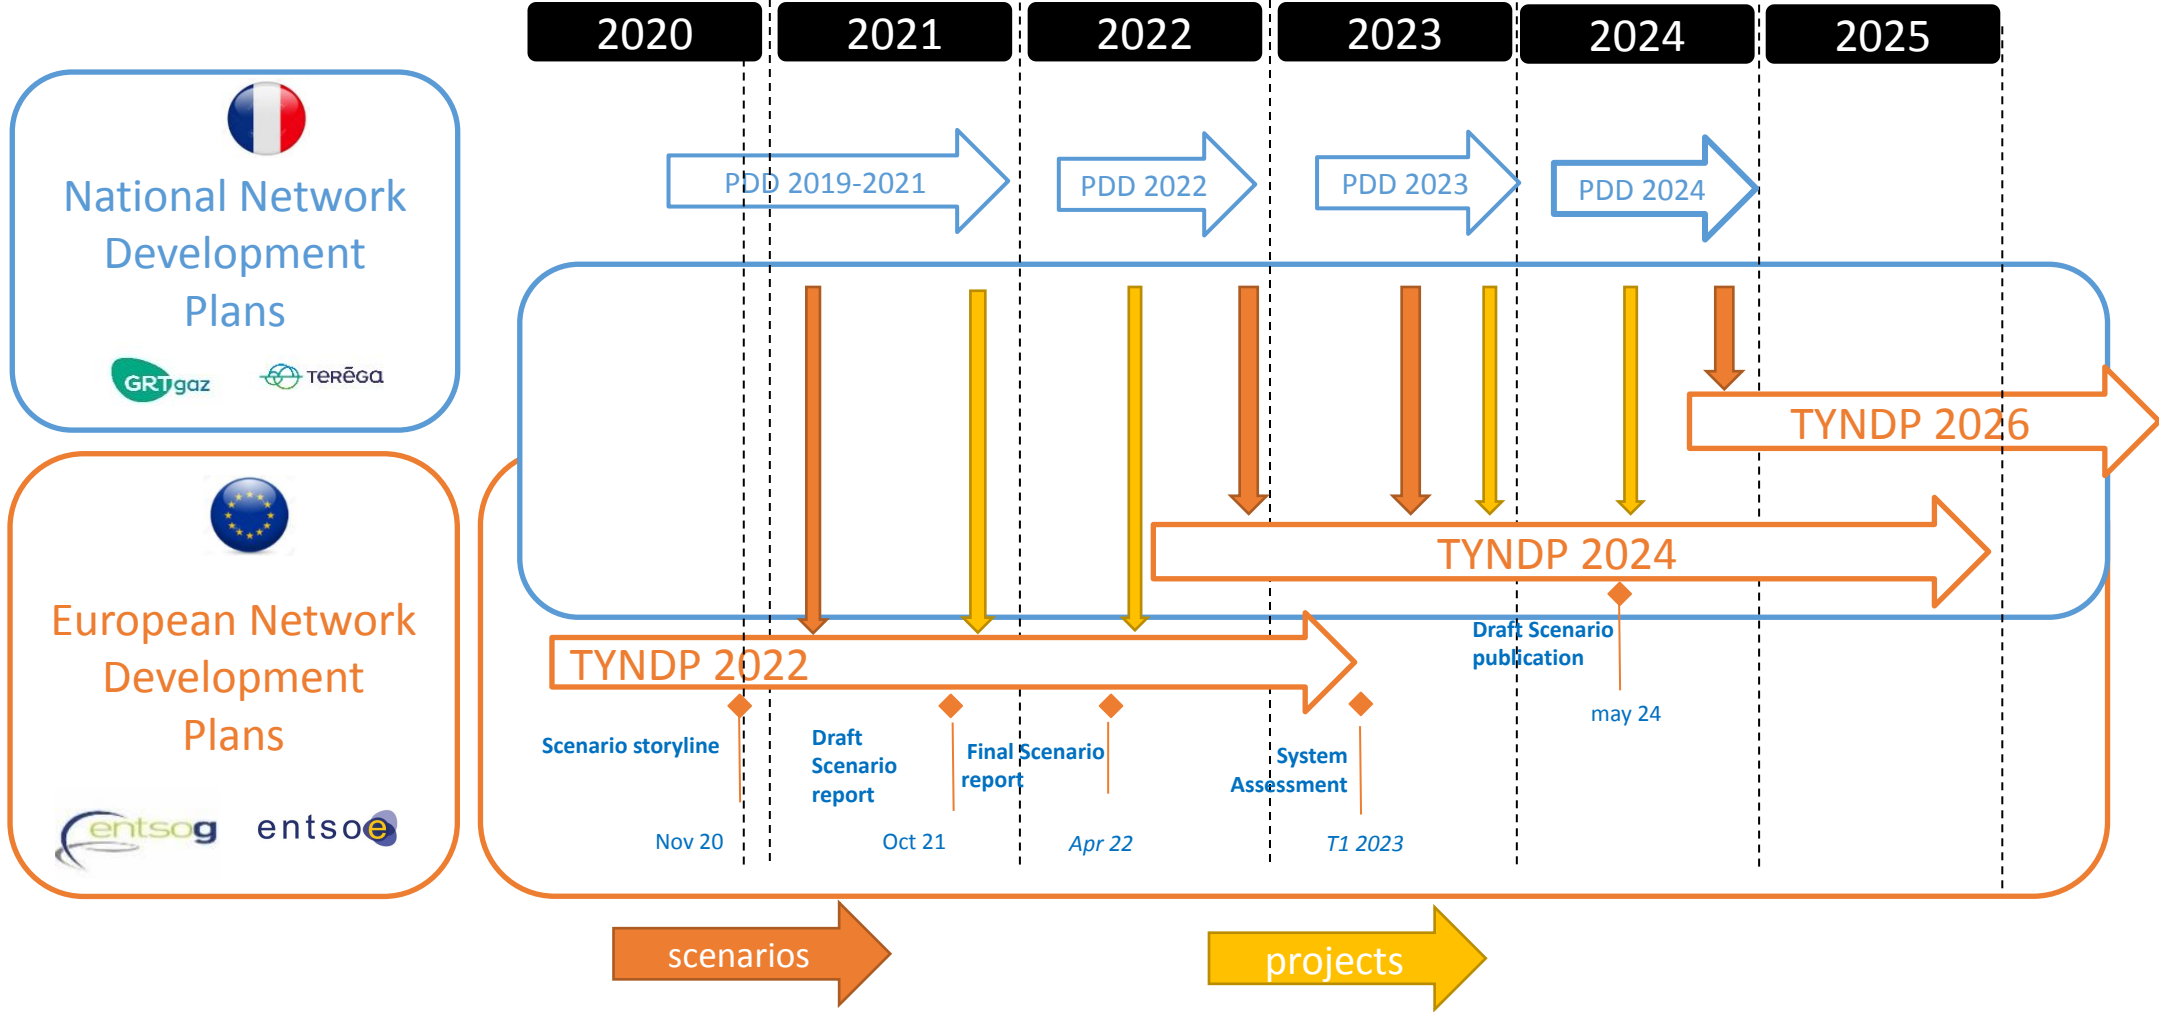 2020
2021
2022
2023
2024
2025
National Network
Development
Plans
GRTgaz
TERĒGA
PDD 2019-2021
PDD 2022
PDD 2023
PDD 2024
TYNDP 2026
TYNDP 2024
TYNDP 2022
European Network
Development
Plans
entsog
entsoe
Scenario storyline
Nov 20
Draft
Scenario
report
Oct 21
Final Scenario
report
Apr 22
System
Assessment
T1 2023
Draft Scenario
publication
may 24
scenarios
projects